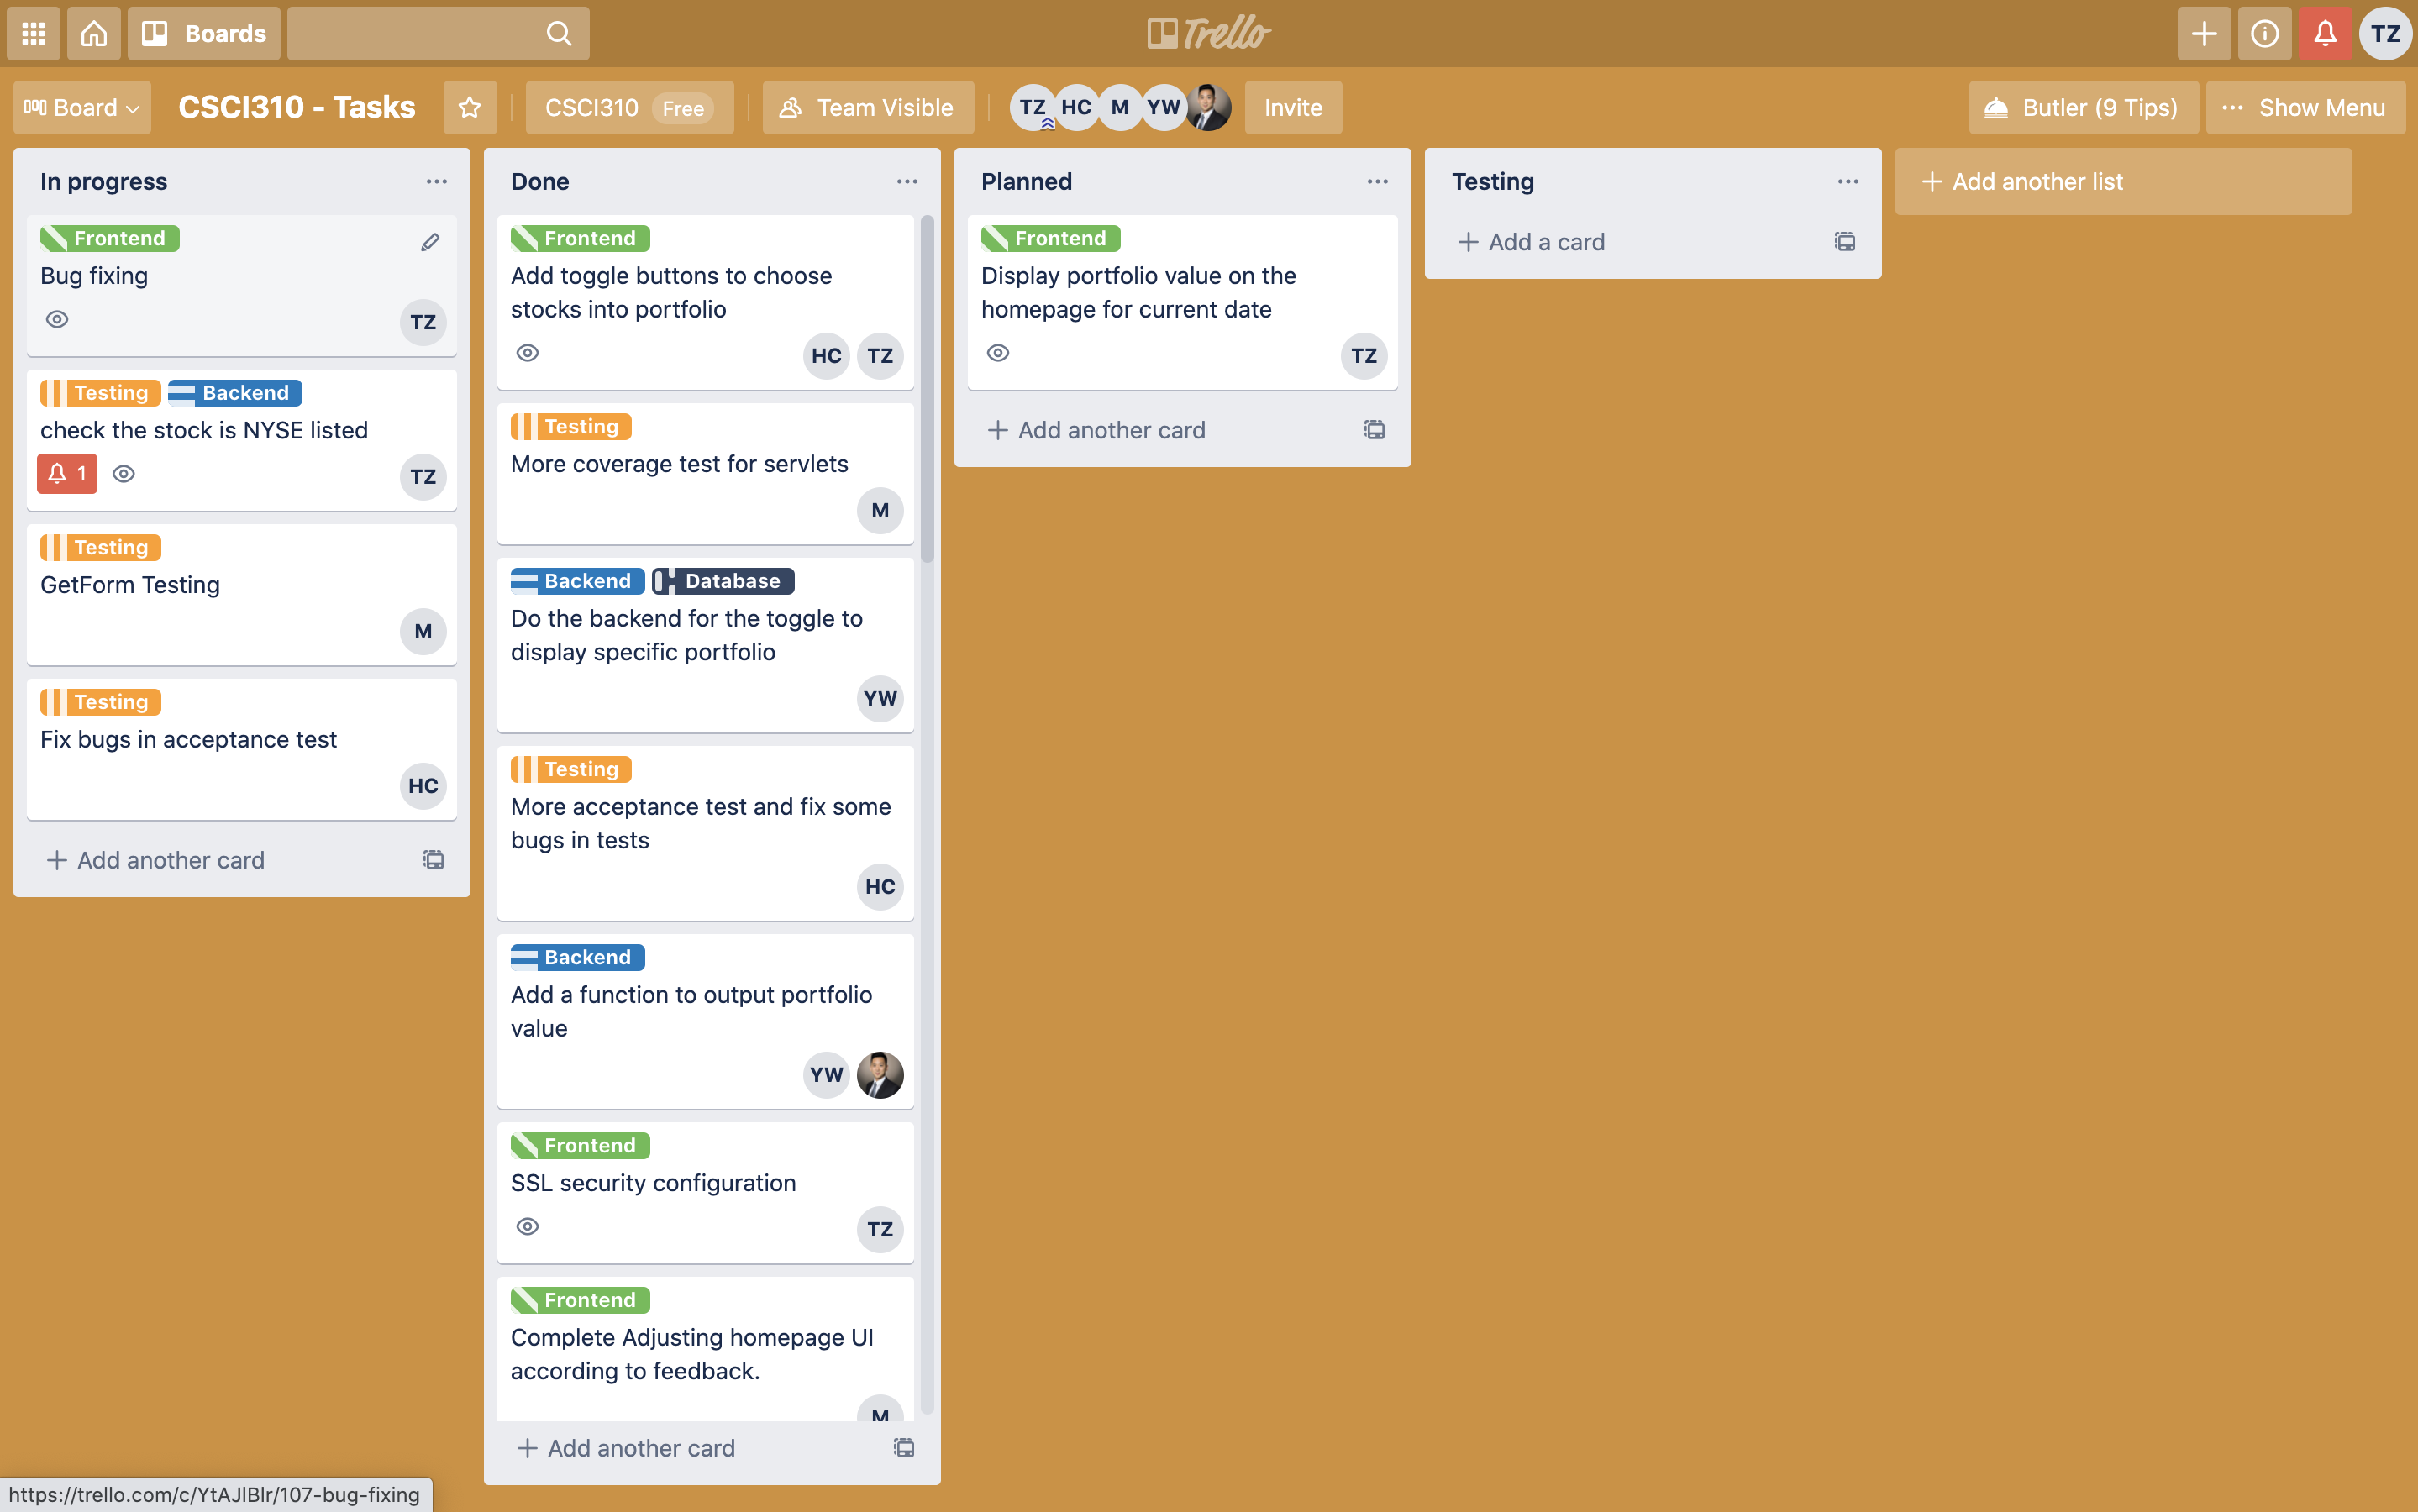 Boards
Trello
TZ
Board
CSCI310 - Tasks
CSCI310 Free
Team Visible
TZ HC M YW
Invite
Butler (9 Tips)
... Show Menu
In progress
Frontend
Bug fixing
TZ
Testing Backend
check the stock is NYSE listed
1
TZ
Testing
GetForm Testing
M
Testing
Fix bugs in acceptance test
HC
+ Add another card
Done
Frontend
Add toggle buttons to choose
stocks into portfolio
HC TZ
Testing
More coverage test for servlets
M
Backend Database
Do the backend for the toggle to
display specific portfolio
YW
Testing
More acceptance test and fix some
bugs in tests
HC
Backend
Add a function to output portfolio
value
YW
Frontend
SSL security configuration
TZ
Frontend
Complete Adjusting homepage UI
according to feedback.
M
+ Add another card
Planned
Frontend
Display portfolio value on the
homepage for current date
TZ
+ Add another card
Testing
+ Add a card
+ Add another list
https://trello.com/c/YtAJlBlr/107-bug-fixing